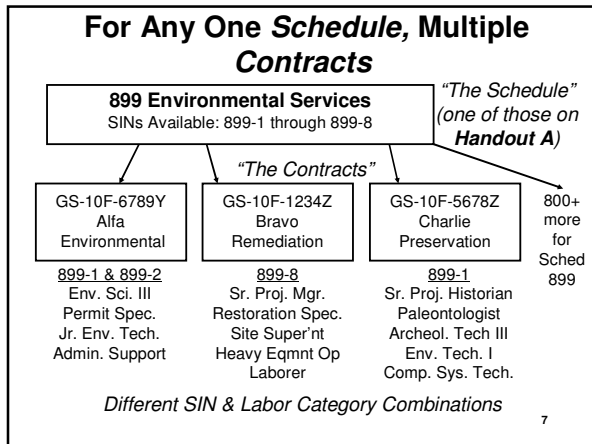 For Any One Schedule, Multiple
Contracts
899 Environmental Services
SINs Available: 899-1 through 899-8
“The Schedule”
(one of those on
Handout A)
“The Contracts”
GS-10F-6789Y
Alfa
Environmental
899-1 & 899-2
Env. Sci. III
Permit Spec.
Jr. Env. Tech.
Admin. Support
GS-10F-1234Z
Bravo
Remediation
899-8
Sr. Proj. Mgr.
Restoration Spec.
Site Super'nt
Heavy Eqmnt Op
Laborer
GS-10F-5678Z
Charlie
Preservation
899-1
Sr. Proj. Historian
Paleontologist
Archeol. Tech III
Env. Tech. I
Comp. Sys. Tech.
800+
more
for
Sched
899
Different SIN & Labor Category Combinations
7